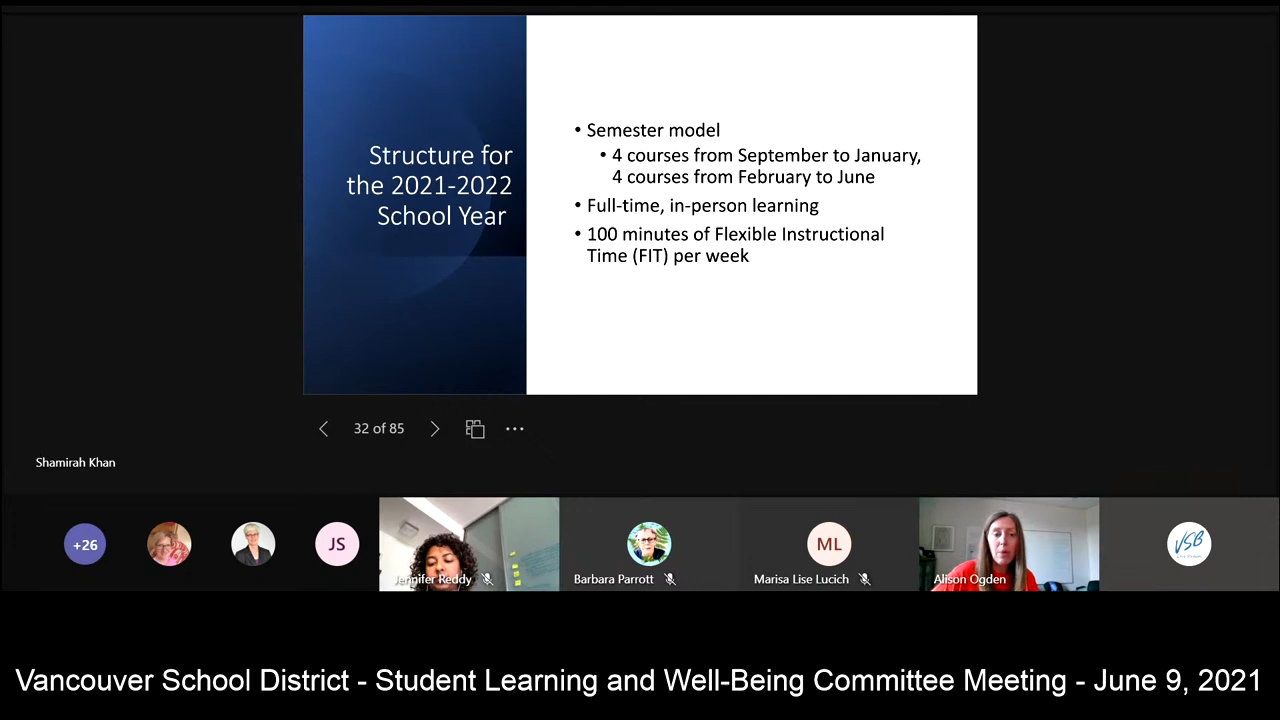 Structure for
the 2021-2022
School Year
• Semester model
• 4 courses from September to January,
4 courses from February to June
• Full-time, in-person learning
• 100 minutes of Flexible Instructional
Time (FIT) per week
32 of 85
Shamirah Khan
+26
JS
Jennifer Reddy
Barbara Parrott
ML
Marisa Lise Lucich
Alison Ogden
VSB
Vancouver School District - Student Learning and Well-Being Committee Meeting - June 9, 2021